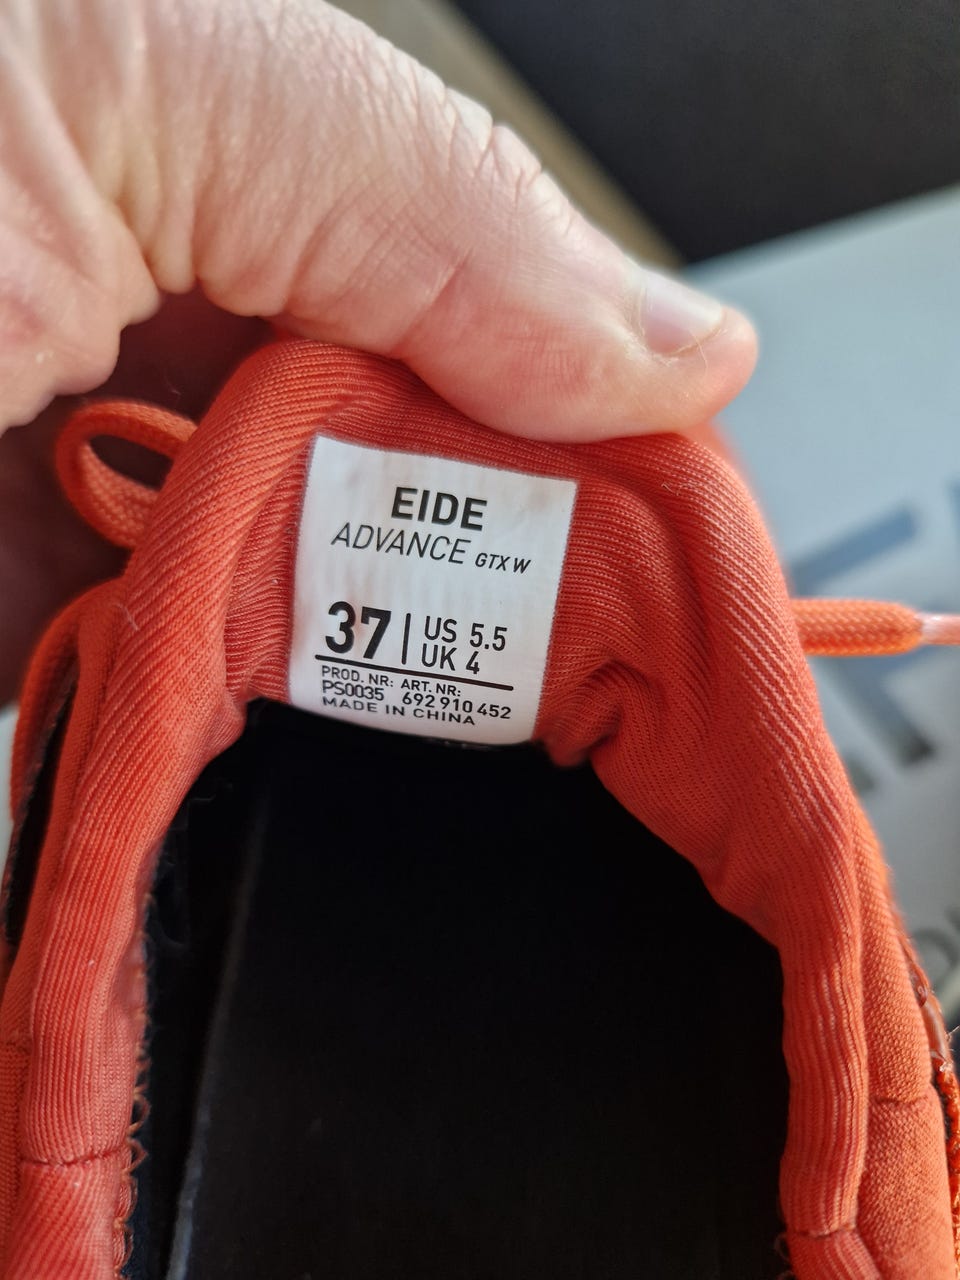 EIDE
ADVANCE GTX W
37 | US 5.5
UK 4
PROD. NR: ART. NR:
PS0035 692 910 452
MADE IN CHINA